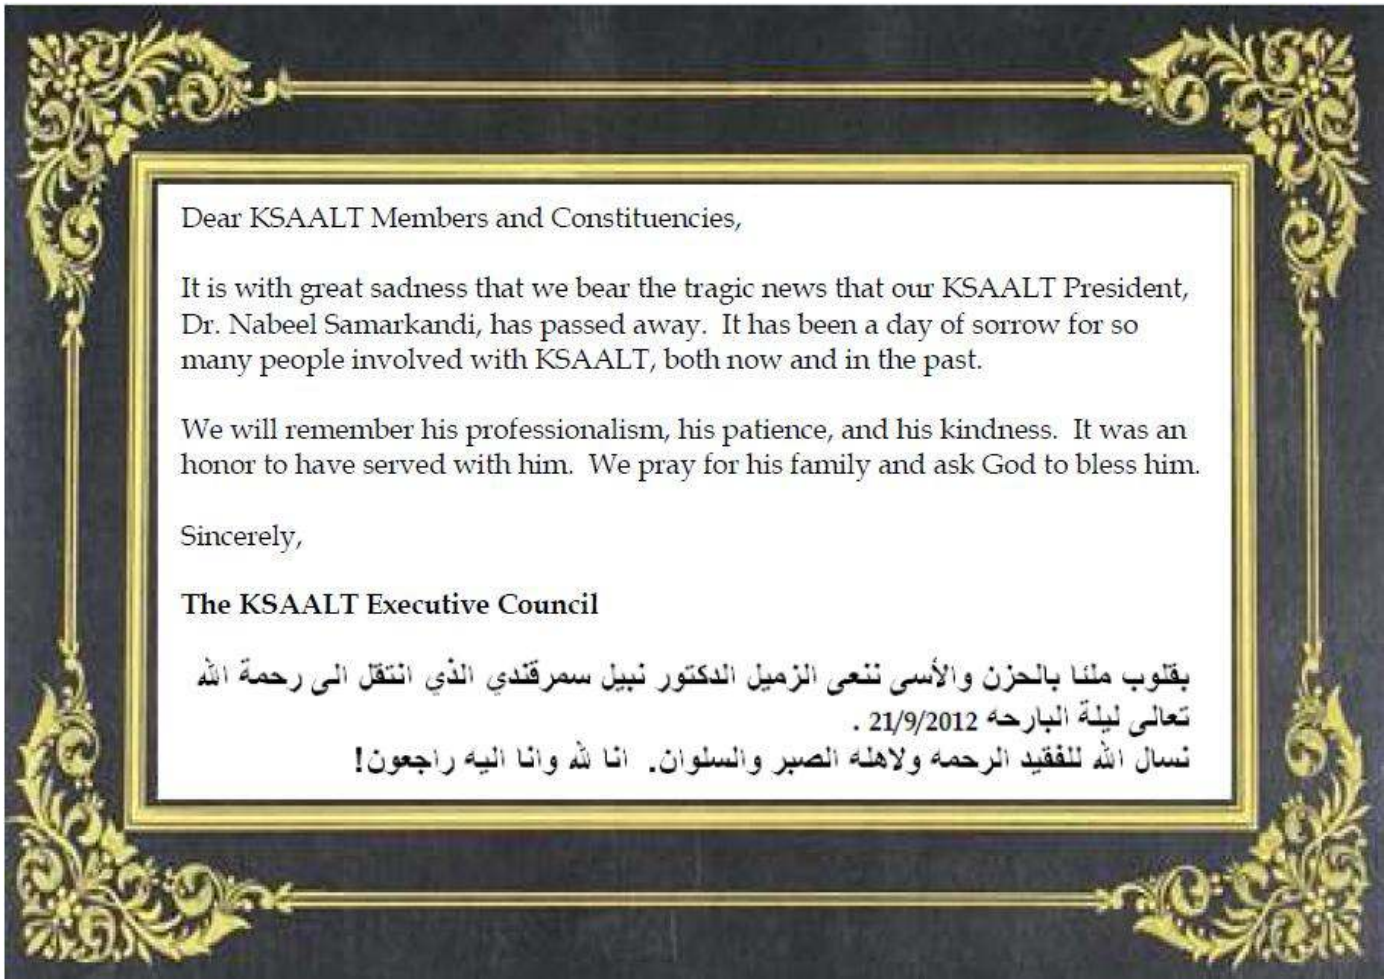 Dear KSAALT Members and Constituencies,
It is with great sadness that we bear the tragic news that our KSAALT President,
Dr. Nabeel Samarkandi, has passed away.  It has been a day of sorrow for so
many people involved with KSAALT, both now and in the past.
We will remember his professionalism, his patience, and his kindness.  It was an
honor to have served with him.  We pray for his family and ask God to bless him.
Sincerely,
The KSAALT Executive Council
بقلوب ملئا بالحزن والأسى ننعى الزميل الدكتور نبيل سمرقندي الذي انتقل الى رحمة الله
تعالى ليلة البارحه 21/9/2012 .
نسال الله للفقيد الرحمه ولاهله الصبر والسلوان.  انا لله وانا اليه راجعون!